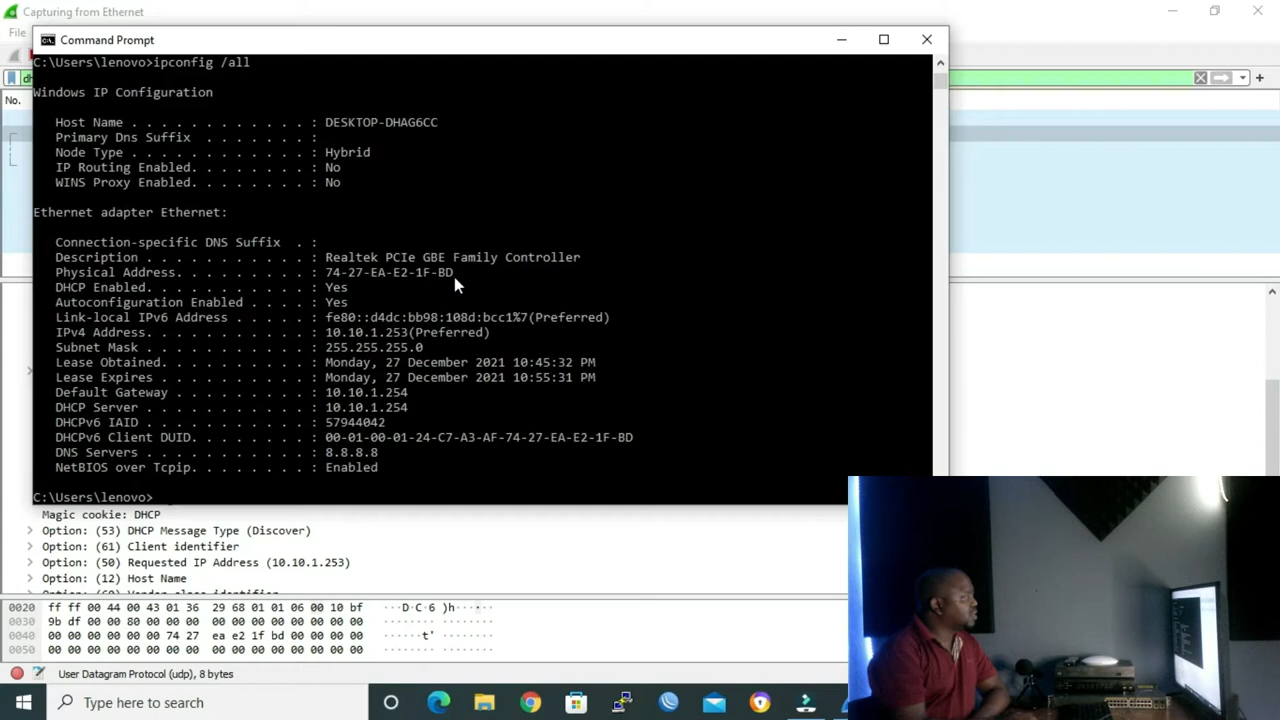 Capturing from Ethernet
File
Command Prompt
C:\Users\lenovo>ipconfig /all
Windows IP Configuration
Host Name . . . . . . . . . . . . : DESKTOP-DHAG6CC
Primary Dns Suffix . . . . . . . :
Node Type . . . . . . . . . . . . : Hybrid
IP Routing Enabled. . . . . . . . : No
WINS Proxy Enabled. . . . . . . . : No
Ethernet adapter Ethernet:
Connection-specific DNS Suffix . :
Description . . . . . . . . . . . : Realtek PCIe GBE Family Controller
Physical Address. . . . . . . . . : 74-27-EA-E2-1F-BD
DHCP Enabled. . . . . . . . . . . : Yes
Autoconfiguration Enabled . . . . : Yes
Link-local IPv6 Address . . . . . : fe80::d4dc:bb98:108d:bcc1%7(Preferred)
IPv4 Address. . . . . . . . . . . : 10.10.1.253(Preferred)
Subnet Mask . . . . . . . . . . . : 255.255.255.0
Lease Obtained. . . . . . . . . . : Monday, 27 December 2021 10:45:32 PM
Lease Expires . . . . . . . . . . : Monday, 27 December 2021 10:55:31 PM
Default Gateway . . . . . . . . . : 10.10.1.254
DHCP Server . . . . . . . . . . . : 10.10.1.254
DHCPv6 IAID . . . . . . . . . . . : 57944042
DHCPv6 Client DUID. . . . . . . . : 00-01-00-01-24-C7-A3-AF-74-27-EA-E2-1F-BD
DNS Servers . . . . . . . . . . . : 8.8.8.8
NetBIOS over Tcpip. . . . . . . . : Enabled
C:\Users\lenovo>
No.
Magic cookie: DHCP
Option: (53) DHCP Message Type (Discover)
Option: (61) Client identifier
Option: (50) Requested IP Address (10.10.1.253)
Option: (12) Host Name
0020 ff ff 00 44 00 43 01 36 29 68 01 01 06 00 10 bf ···D·C·6 )h······
0030 9b df 00 80 00 00 00 00 00 00 00 00 00 00 00 00 ········ ········
0040 00 00 00 00 00 00 74 27 ea e2 1f bd 00 00 00 00 ······t' ········
0050 00 00 00 00 00 00 00 00 00 00 00 00 00 00 00 00 ········ ········
User Datagram Protocol (udp), 8 bytes
Type here to search